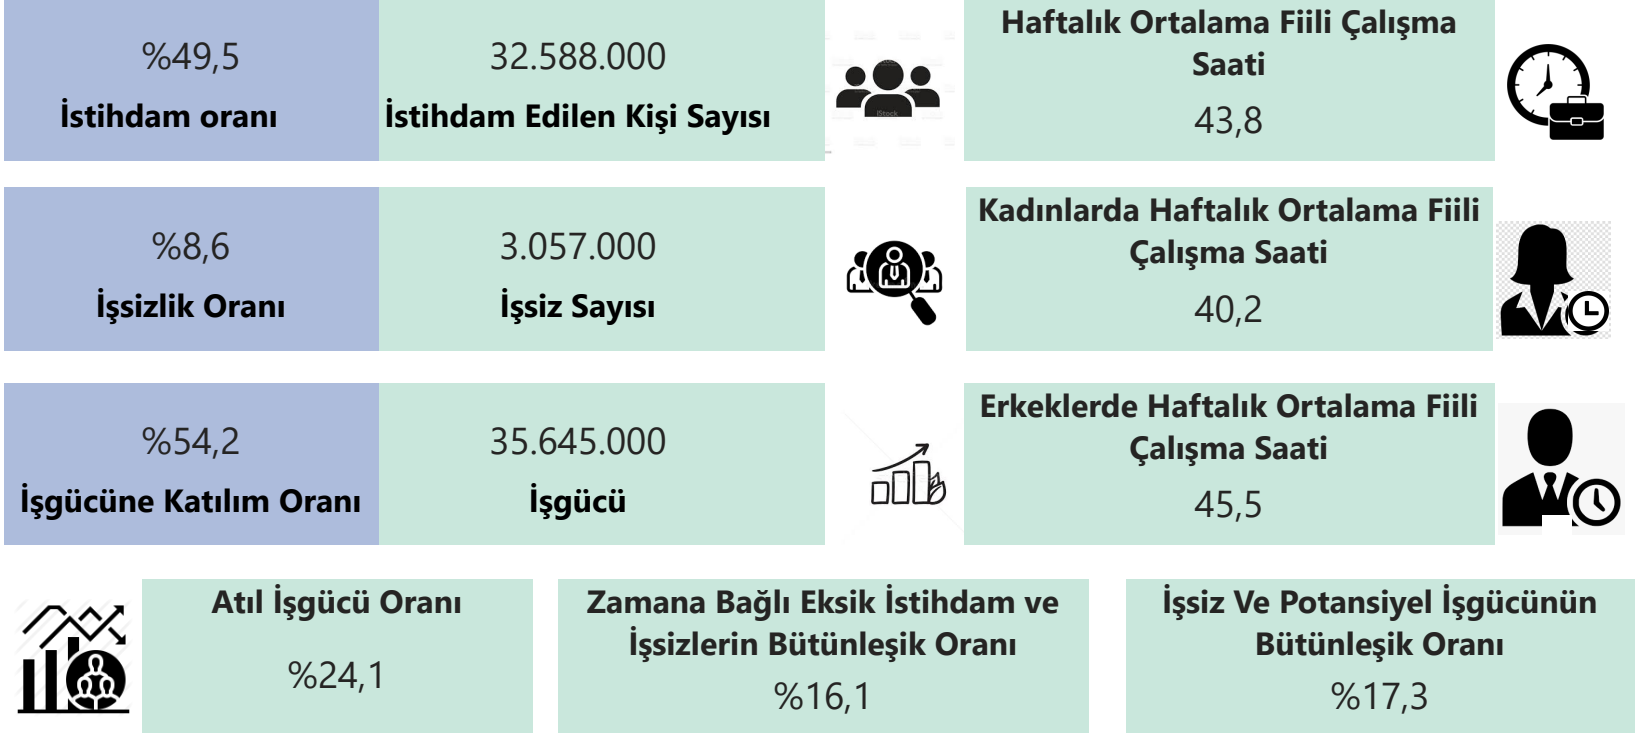 %49,5
İstihdam oranı
32.588.000
İstihdam Edilen Kişi Sayısı
iStock
Haftalık Ortalama Fiili Çalışma
Saati
43,8
%8,6
İşsizlik Oranı
3.057.000
İşsiz Sayısı
Kadınlarda Haftalık Ortalama Fiili
Çalışma Saati
40,2
%54,2
İşgücüne Katılım Oranı
35.645.000
İşgücü
Erkeklerde Haftalık Ortalama Fiili
Çalışma Saati
45,5
Atıl İşgücü Oranı
%24,1
Zamana Bağlı Eksik İstihdam ve
İşsizlerin Bütünleşik Oranı
%16,1
İşsiz Ve Potansiyel İşgücünün
Bütünleşik Oranı
%17,3